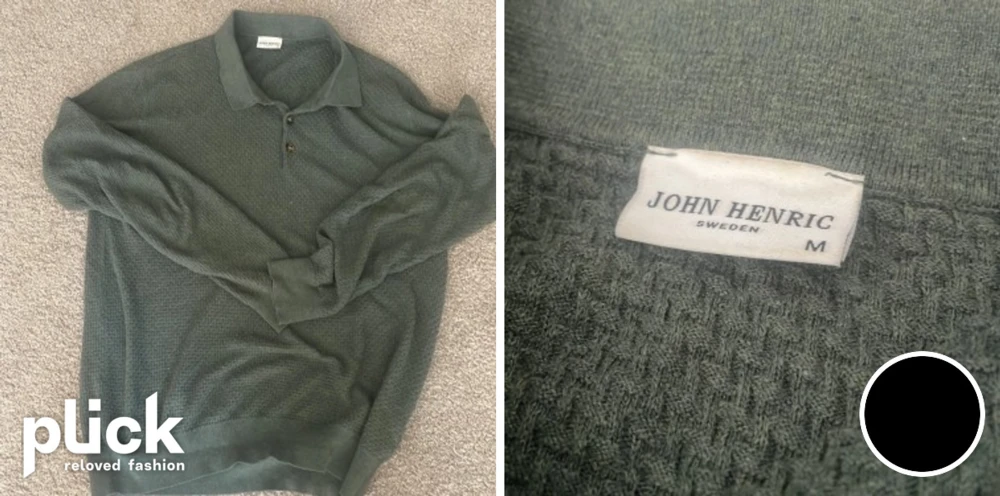 plick
reloved fashion
JOHN HENRIC
SWEDEN
M